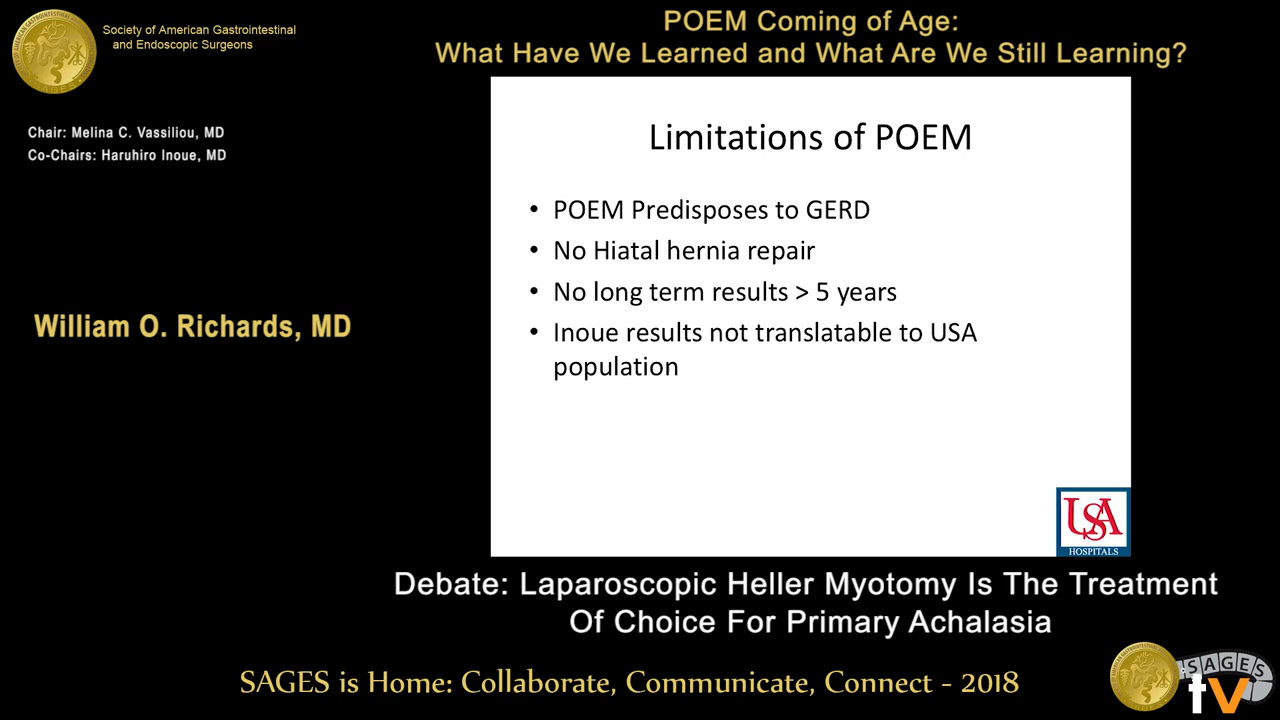 Society of American Gastrointestinal
and Endoscopic Surgeons
POEM Coming of Age:
What Have We Learned and What Are We Still Learning?
Chair: Melina C. Vassiliou, MD
Co-Chairs: Haruhiro Inoue, MD
William O. Richards, MD
Limitations of POEM
• POEM Predisposes to GERD
• No Hiatal hernia repair
• No long term results > 5 years
• Inoue results not translatable to USA
population
USA
HOSPITALS
Debate: Laparoscopic Heller Myotomy Is The Treatment
Of Choice For Primary Achalasia
SAGES is Home: Collaborate, Communicate, Connect - 2018
SAGES
tv